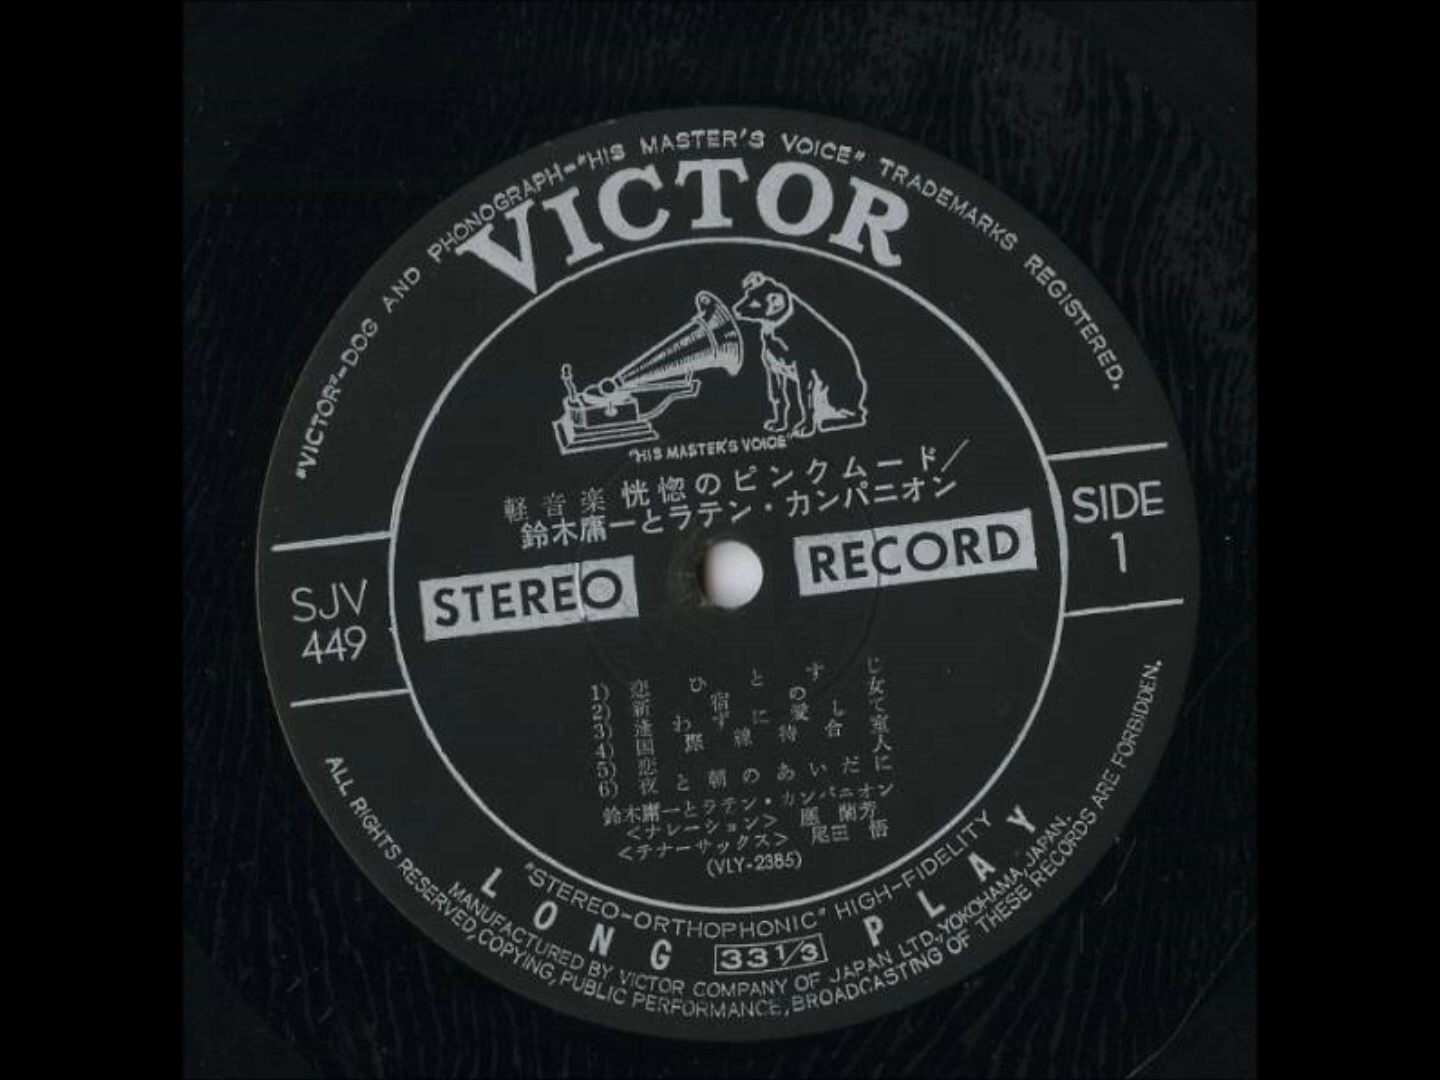 "VICTOR"-DOG AND PHONOGRAPH-"HIS MASTER'S VOICE" TRADEMARKS REGISTERED.
VICTOR
"HIS MASTER'S VOICE"
軽音楽 恍惚のピンクムード/
鈴木庸一とラテン・カンパニオン
STEREO RECORD
SJV
449
SIDE
1
1) 恋ひとすじ
2) 新宿の女
3) 逢わずに愛して
4) 国際線待合室
5) 恋人
6) 夜と朝のあいだに
鈴木庸一とラテン・カンパニオン
<ナレーション> 蘭芳
<テナーサックス> 尾田 悟
(VLY-2385)
"STEREO-ORTHOPHONIC" HIGH-FIDELITY
LONG 33 1/3 PLAY
MANUFACTURED BY VICTOR COMPANY OF JAPAN LTD., YOKOHAMA, JAPAN.
ALL RIGHTS RESERVED, COPYING, PUBLIC PERFORMANCE, BROADCASTING OF THESE RECORDS ARE FORBIDDEN.